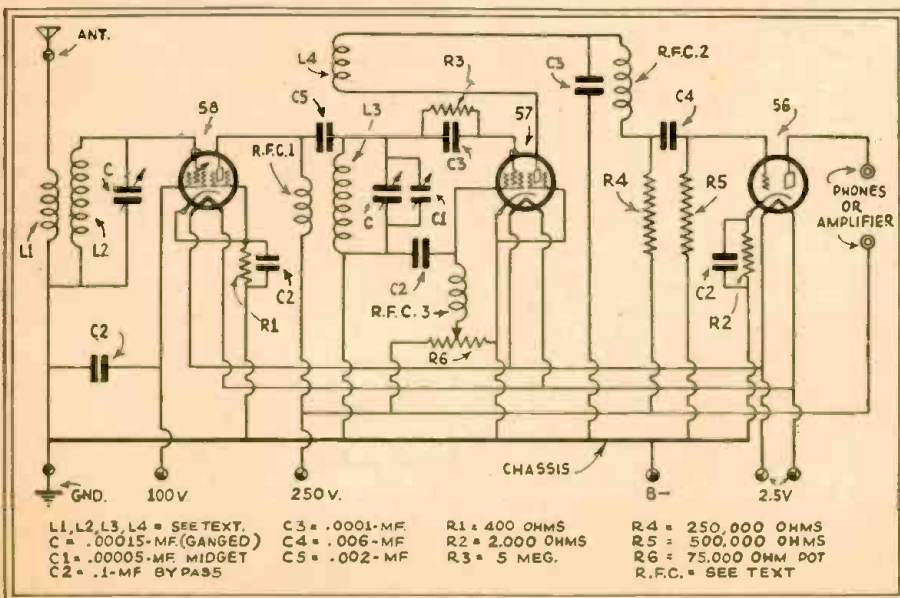 ANT.
58
C5
L4
R3
L3
57
C3
R.F.C.2
C4
56
R.F.C.1
C3
C
C
C1
R4
R5
PHONES
OR
AMPLIFIER
L1
L2
C2
R1
C2
R.F.C.3
C2
R2
C2
R6
CHASSIS
GND.
100V.
250V.
B-
2.5V
L1, L2, L3, L4 = SEE TEXT.
C = .00015-MF. (GANGED)
C1 = .00005-MF. MIDGET
C2 = .1-MF BYPASS
C3 = .0001-MF.
C4 = .006-MF
C5 = .002-MF
R1 = 400 OHMS
R2 = 2,000 OHMS
R3 = 5 MEG.
R4 = 250,000 OHMS
R5 = 500,000 OHMS
R6 = 75,000 OHM POT
R.F.C. = SEE TEXT